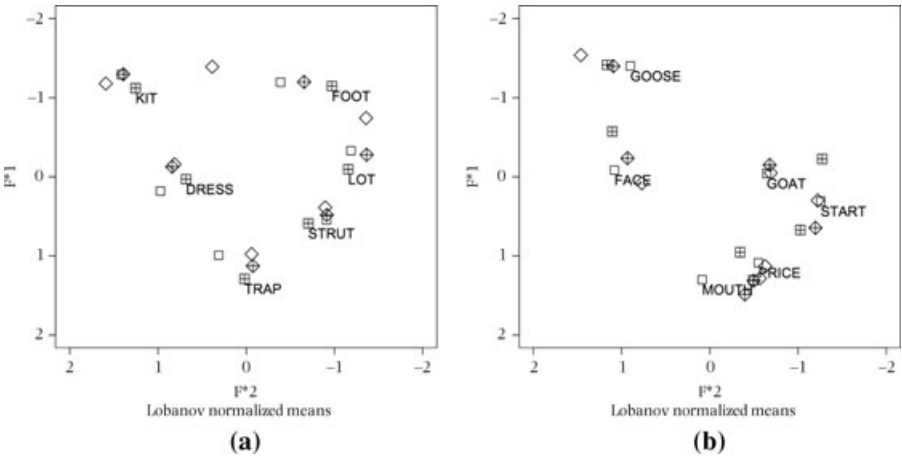 −2
−1
0
1
2
F*1
KIT
FOOT
DRESS
LOT
STRUT
TRAP
2
1
0
−1
−2
F*2
Lobanov normalized means
(a)
−2
−1
0
1
2
F*1
GOOSE
FACE
GOAT
START
PRICE
MOUTH
2
1
0
−1
−2
F*2
Lobanov normalized means
(b)